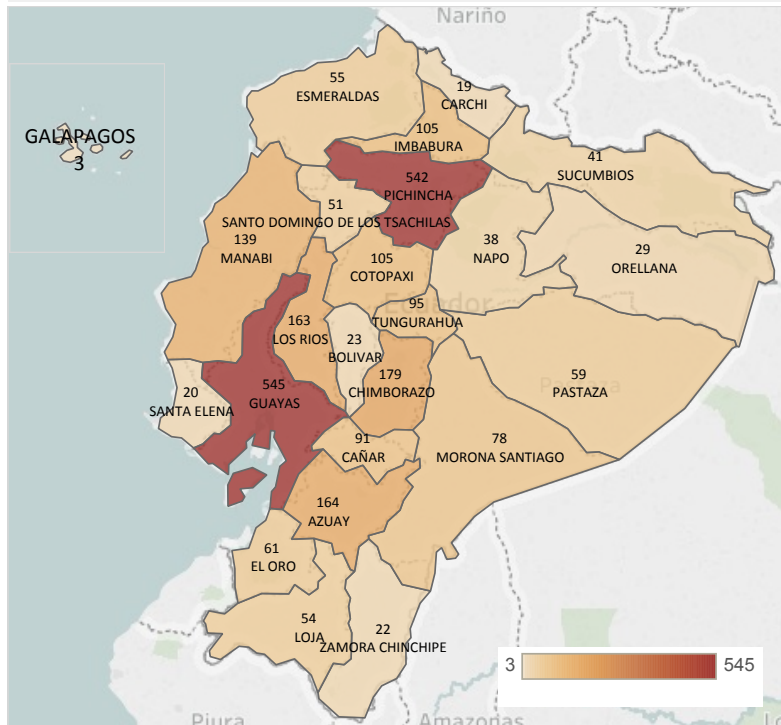 Nariño
55
ESMERALDAS
19
CARCHI
GALAPAGOS
3
105
IMBABURA
41
SUCUMBIOS
542
PICHINCHA
51
SANTO DOMINGO DE LOS TSACHILAS
139
MANABI
38
NAPO
29
ORELLANA
105
COTOPAXI
Ecuador
95
TUNGURAHUA
163
LOS RIOS
23
BOLIVAR
179
CHIMBORAZO
59
PASTAZA
Pastaza
20
SANTA ELENA
545
GUAYAS
91
CAÑAR
78
MORONA SANTIAGO
164
AZUAY
61
EL ORO
54
LOJA
22
ZAMORA CHINCHIPE
3 545
Piura
Amazonas